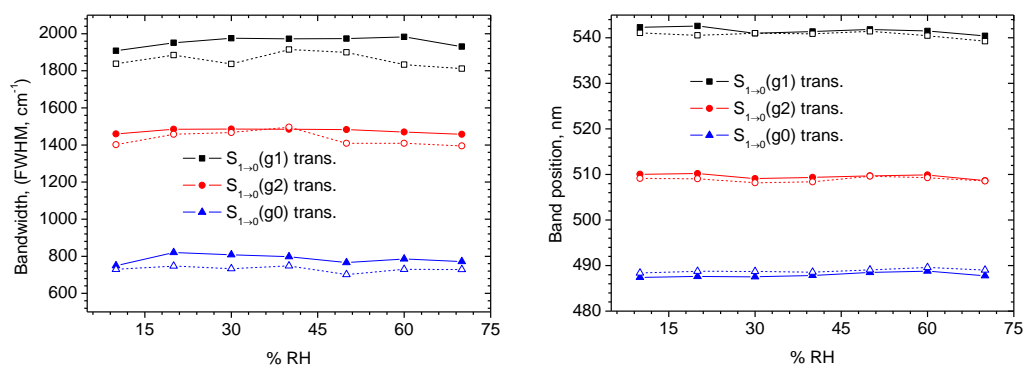 2000
1800
1600
1400
1200
1000
800
600
Bandwidth, (FWHM, cm⁻¹)
S₁→₀(g1) trans.
S₁→₀(g2) trans.
S₁→₀(g0) trans.
15 30 45 60 75
% RH
540
530
520
510
500
490
480
Band position, nm
S₁→₀(g1) trans.
S₁→₀(g2) trans.
S₁→₀(g0) trans.
15 30 45 60 75
% RH